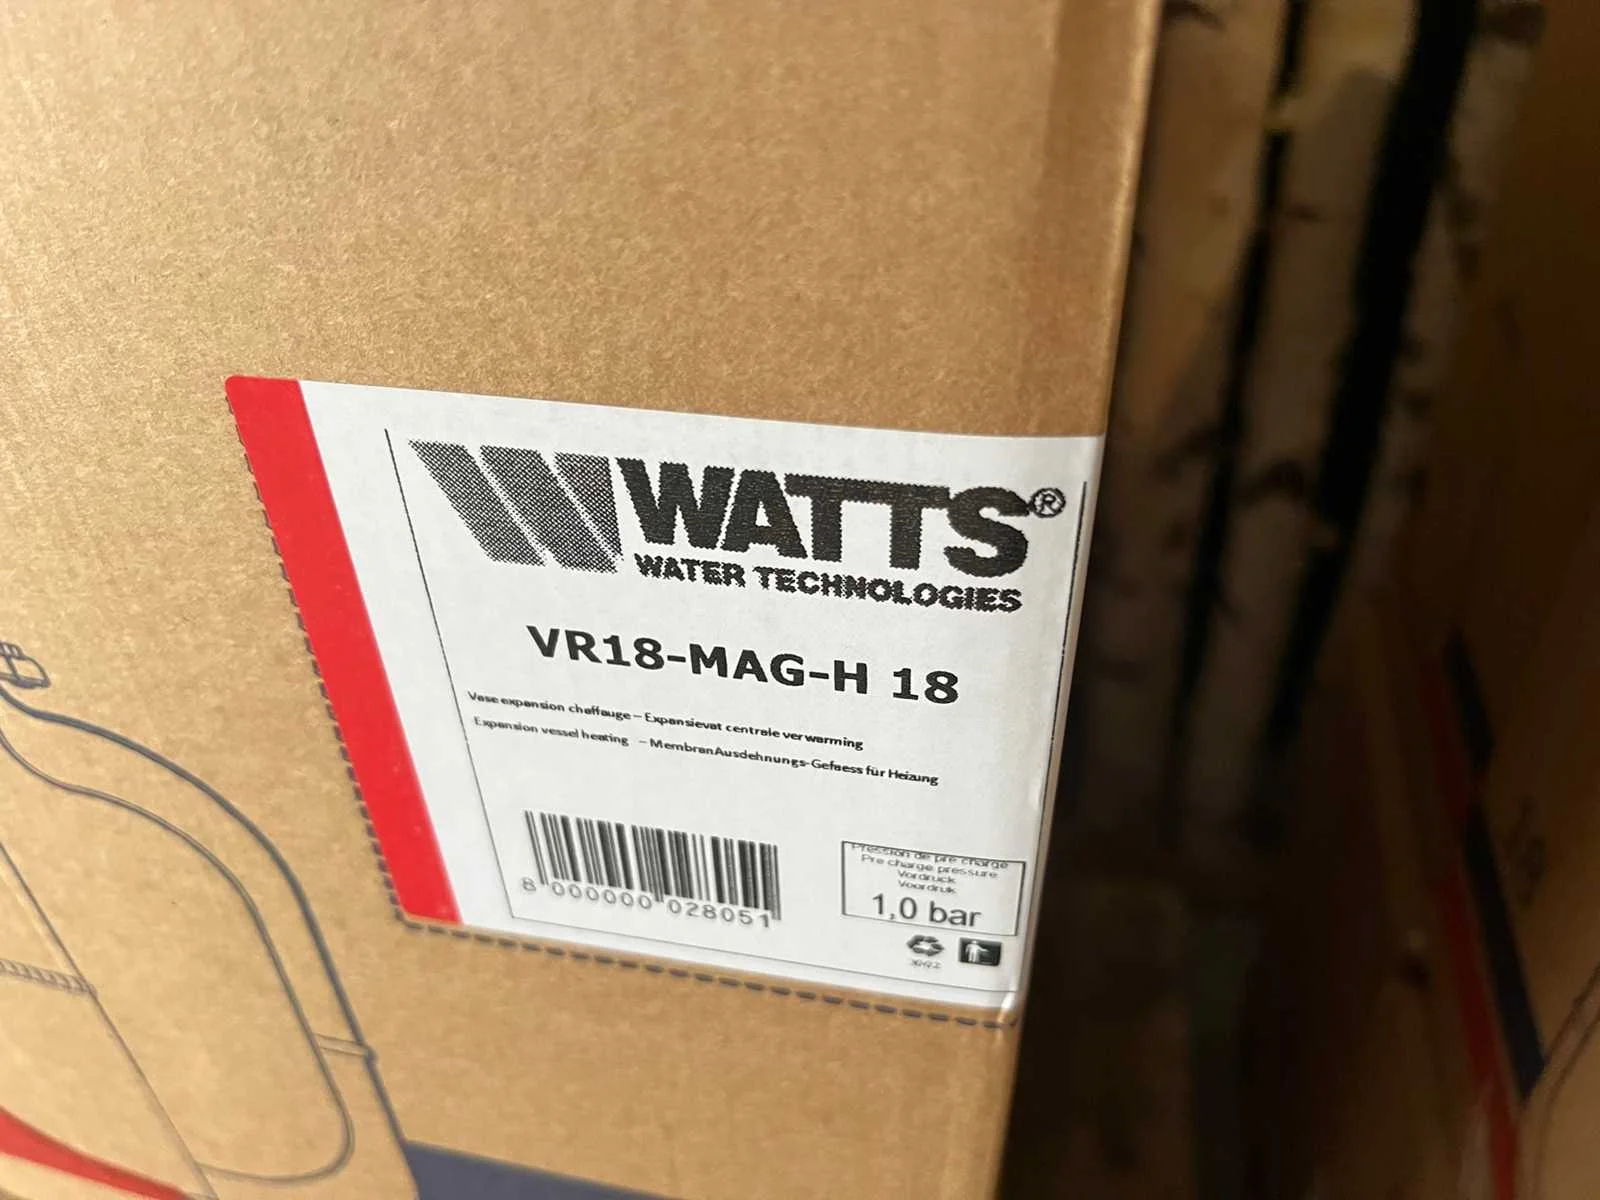 WATTS®
WATER TECHNOLOGIES
VR18-MAG-H 18
Vase expansion chaffauge – Expansievat centrale verwarming
Expansion vessel heating – MembranAusdehnungs-Gefaess für Heizung
8 000000 028051
Pression de pre charge
Pre charge pressure
Vordruck
Voordruk
1,0 bar